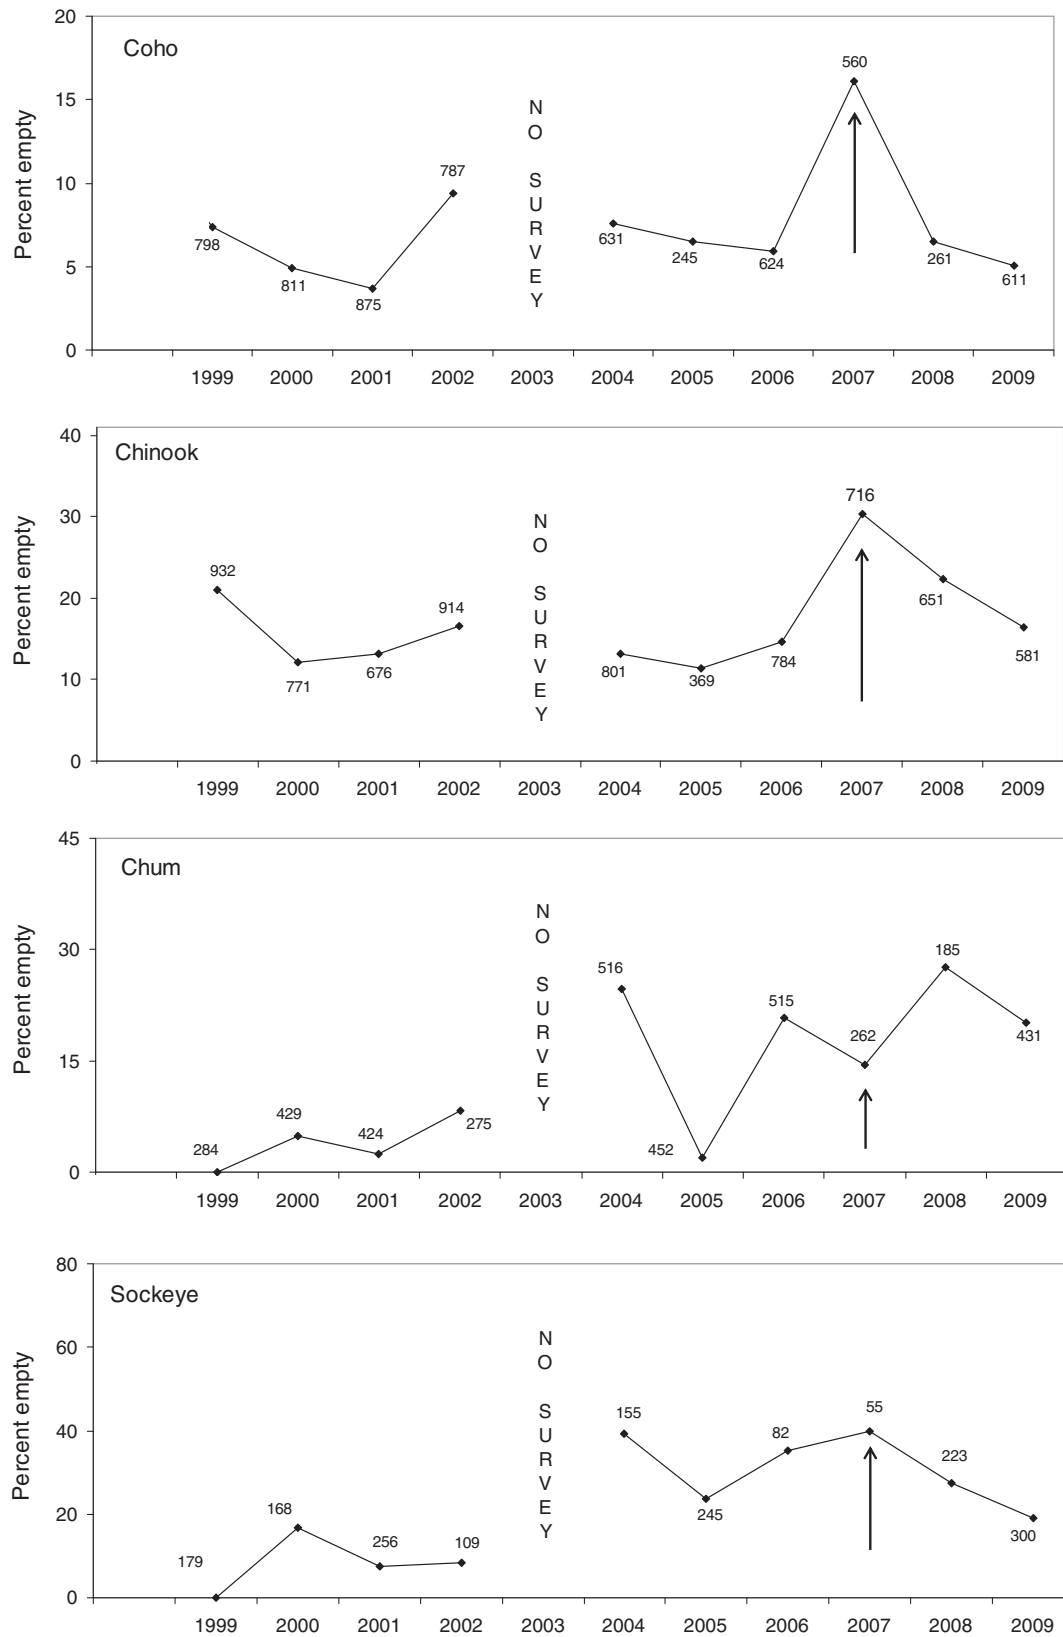 20
Coho
560
15
N
O
787
10
S
U
R
V
E
Y
798
631
245
624
261
811
611
5
875
0
1999 2000 2001 2002 2003 2004 2005 2006 2007 2008 2009
Percent empty
40
Chinook
716
30
N
O
932
20
S
U
R
V
E
Y
914
651
801
784
581
771
676
369
10
0
1999 2000 2001 2002 2003 2004 2005 2006 2007 2008 2009
Percent empty
45
Chum
N
O
30
185
516
S
U
R
V
E
Y
515
262
431
15
429
424
275
284
452
0
1999 2000 2001 2002 2003 2004 2005 2006 2007 2008 2009
Percent empty
80
Sockeye
60
N
O
155
55
40
S
U
R
V
E
Y
82
223
245
20
168
300
256
109
179
0
1999 2000 2001 2002 2003 2004 2005 2006 2007 2008 2009
Percent empty